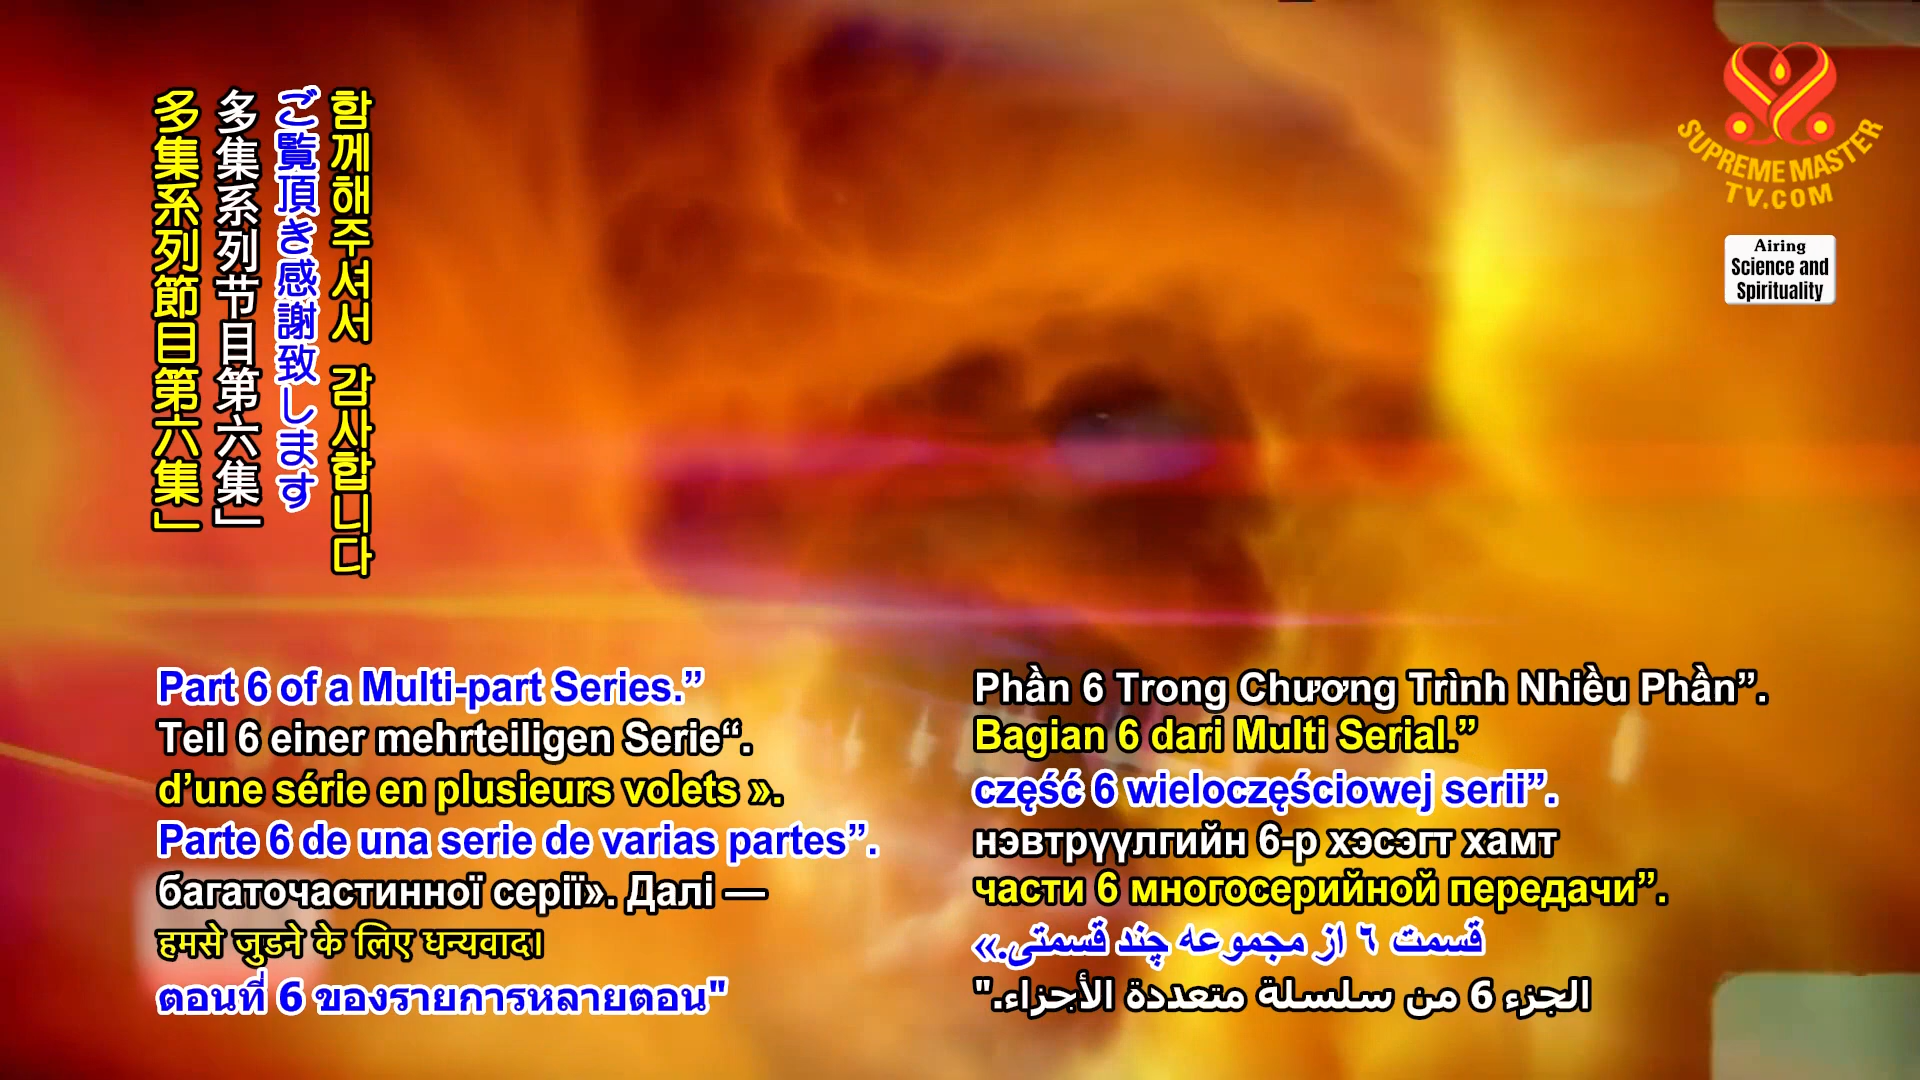 多集系列節目第六集」
多集系列节目第六集」
ご覧頂き感謝致します
함께해주셔서 감사합니다
SUPREME MASTER
TV.COM
Airing
Science and
Spirituality
Part 6 of a Multi-part Series.”
Teil 6 einer mehrteiligen Serie“.
d’une série en plusieurs volets ».
Parte 6 de una serie de varias partes”.
багаточастинної серії». Далі —
हमसे जुडने के लिए धन्यवाद।
ตอนที่ 6 ของรายการหลายตอน"
Phần 6 Trong Chương Trình Nhiều Phần”.
Bagian 6 dari Multi Serial.”
część 6 wieloczęściowej serii”.
нэвтрүүлгийн 6-р хэсэгт хамт
части 6 многосерийной передачи”.
قسمت ٦ از مجموعه چند قسمتی.»
الجزء 6 من سلسلة متعددة الأجزاء."